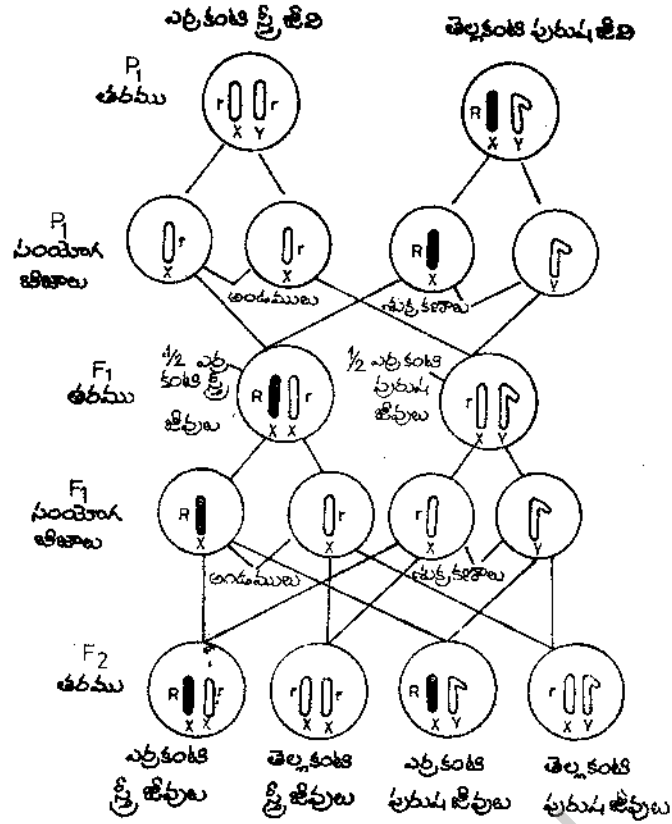 ఎర్రకంటి స్త్రీ జీవి
తెల్లకంటి పురుష జీవి
P1
తరము
r r
X Y
R
X Y
P1
సంయోగ
బీజాలు
r
X
r
X
R
X
Y
అండములు
శుక్రకణాలు
F1
తరము
1/2 ఎర్ర
కంటి స్త్రీ
జీవులు
R r
X X
1/2 ఎర్రకంటి
పురుష
జీవులు
r
X Y
F1
సంయోగ
బీజాలు
R
X
r
X
r
X
Y
అండములు
శుక్రకణాలు
F2
తరము
R r
X X
r r
X X
R
X Y
r
X Y
ఎర్రకంటి
స్త్రీ జీవులు
తెల్లకంటి
స్త్రీ జీవులు
ఎర్రకంటి
పురుష జీవులు
తెల్లకంటి
పురుష జీవులు